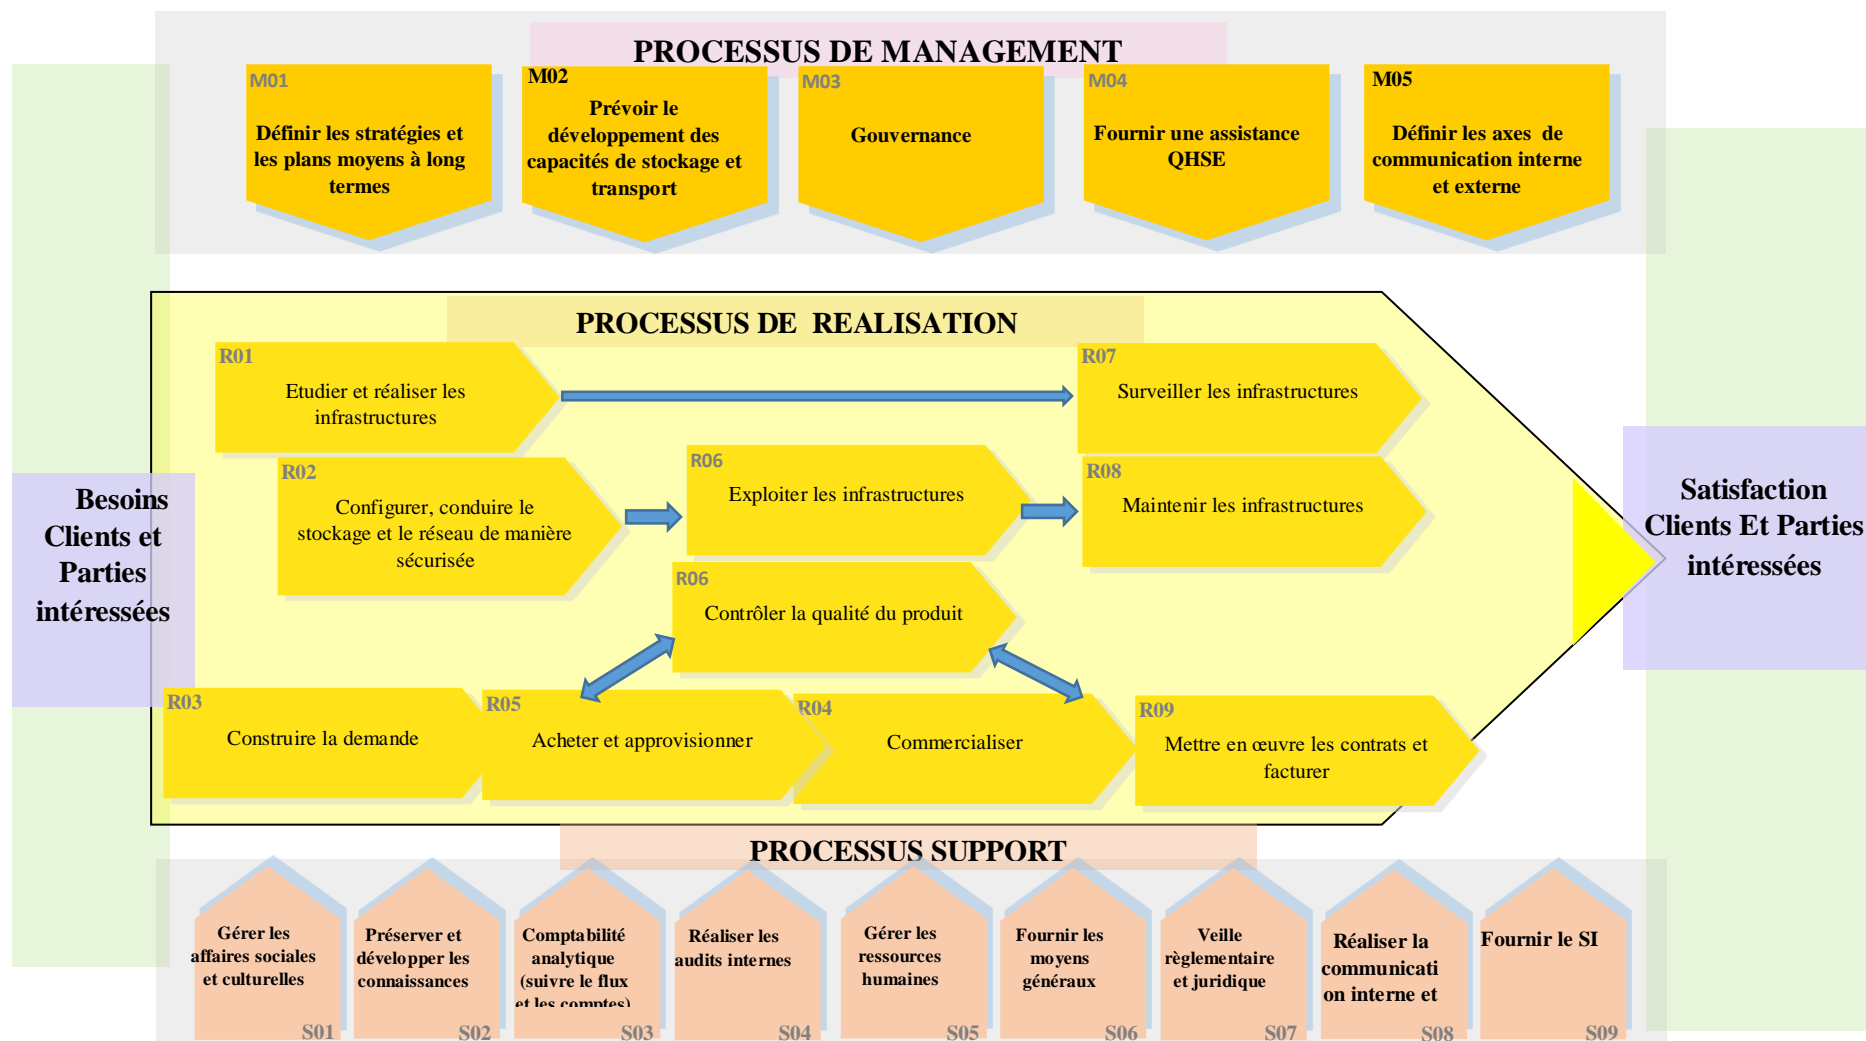 PROCESSUS DE MANAGEMENT
M01
Définir les stratégies et
les plans moyens à long
termes
M02
Prévoir le
développement des
capacités de stockage et
transport
M03
Gouvernance
M04
Fournir une assistance
QHSE
M05
Définir les axes de
communication interne
et externe
Besoins
Clients et
Parties
intéressées
PROCESSUS DE REALISATION
R01
Etudier et réaliser les
infrastructures
R07
Surveiller les infrastructures
R02
Configurer, conduire le
stockage et le réseau de manière
sécurisée
R06
Exploiter les infrastructures
R08
Maintenir les infrastructures
R06
Contrôler la qualité du produit
R03
Construire la demande
R05
Acheter et approvisionner
R04
Commercialiser
R09
Mettre en œuvre les contrats et
facturer
Satisfaction
Clients Et Parties
intéressées
PROCESSUS SUPPORT
Gérer les
affaires sociales
et culturelles
S01
Préserver et
développer les
connaissances
S02
Comptabilité
analytique
(suivre le flux
et les comptes)
S03
Réaliser les
audits internes
S04
Gérer les
ressources
humaines
S05
Fournir les
moyens
généraux
S06
Veille
règlementaire
et juridique
S07
Réaliser la
communicati
on interne et
S08
Fournir le SI
S09